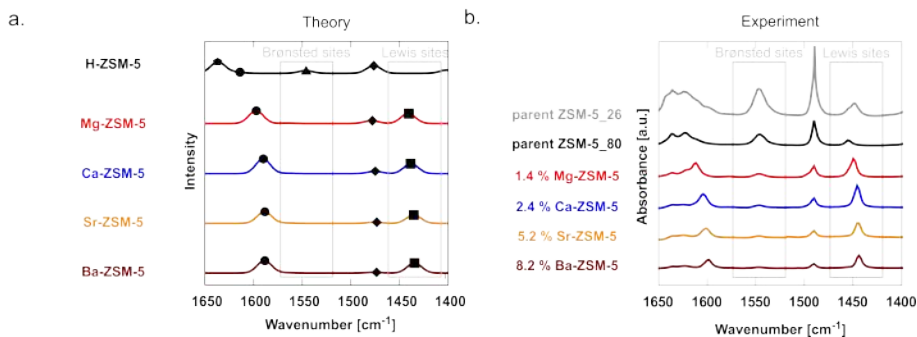 a.
Theory
Brønsted sites
Lewis sites
H-ZSM-5
Mg-ZSM-5
Ca-ZSM-5
Sr-ZSM-5
Ba-ZSM-5
Intensity
1650 1600 1550 1500 1450 1400
Wavenumber [cm⁻¹]
b.
Experiment
Brønsted sites
Lewis sites
parent ZSM-5_26
parent ZSM-5_80
1.4 % Mg-ZSM-5
2.4 % Ca-ZSM-5
5.2 % Sr-ZSM-5
8.2 % Ba-ZSM-5
Absorbance [a.u.]
1650 1600 1550 1500 1450 1400
Wavenumber [cm⁻¹]